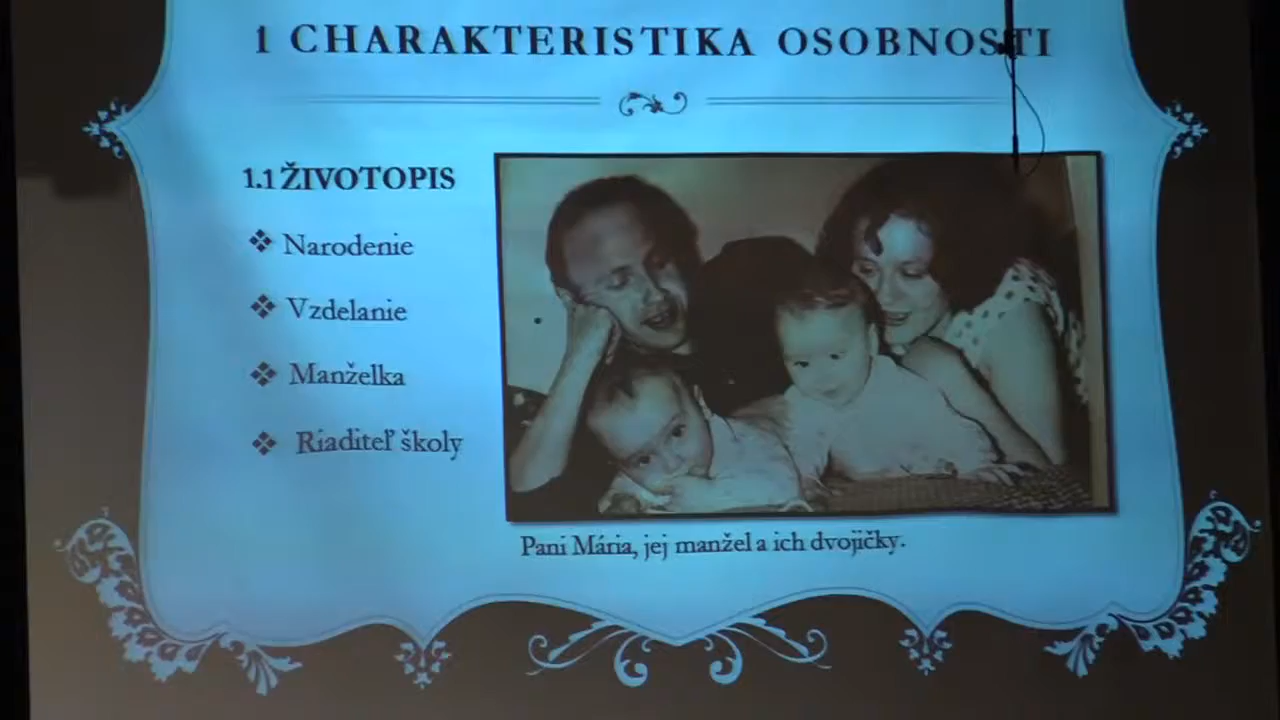 1 CHARAKTERISTIKA OSOBNOSTI
1.1 ŽIVOTOPIS
Narodenie
Vzdelanie
Manželka
Riaditeľ školy
Pani Mária, jej manžel a ich dvojičky.